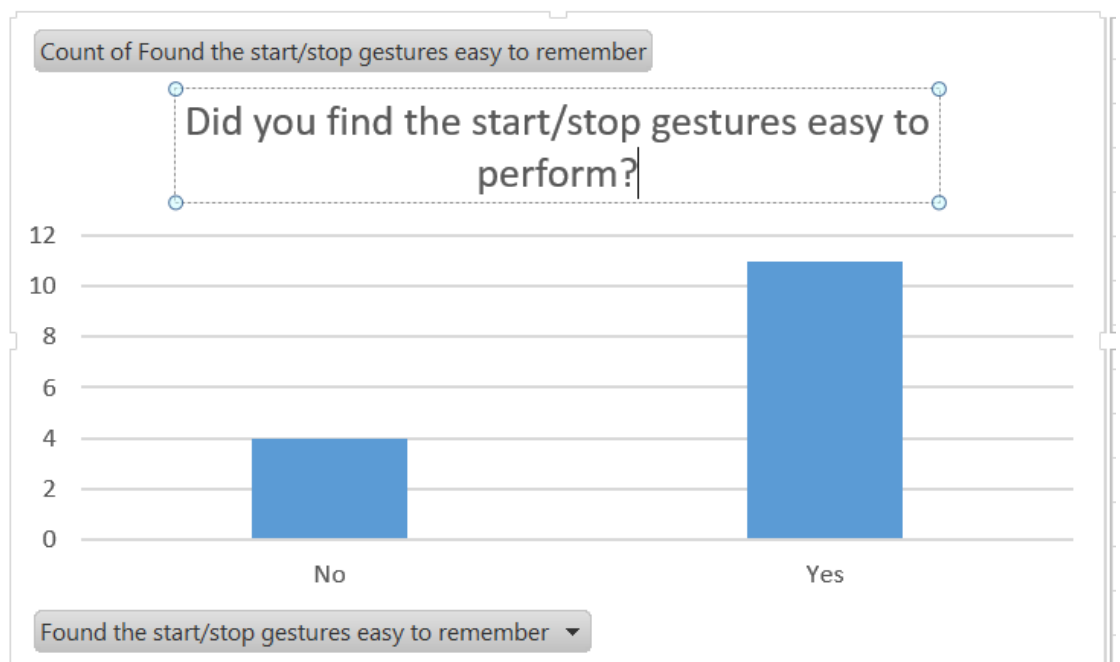 Count of Found the start/stop gestures easy to remember
Did you find the start/stop gestures easy to
perform?
12
10
8
6
4
2
0
No
Yes
Found the start/stop gestures easy to remember